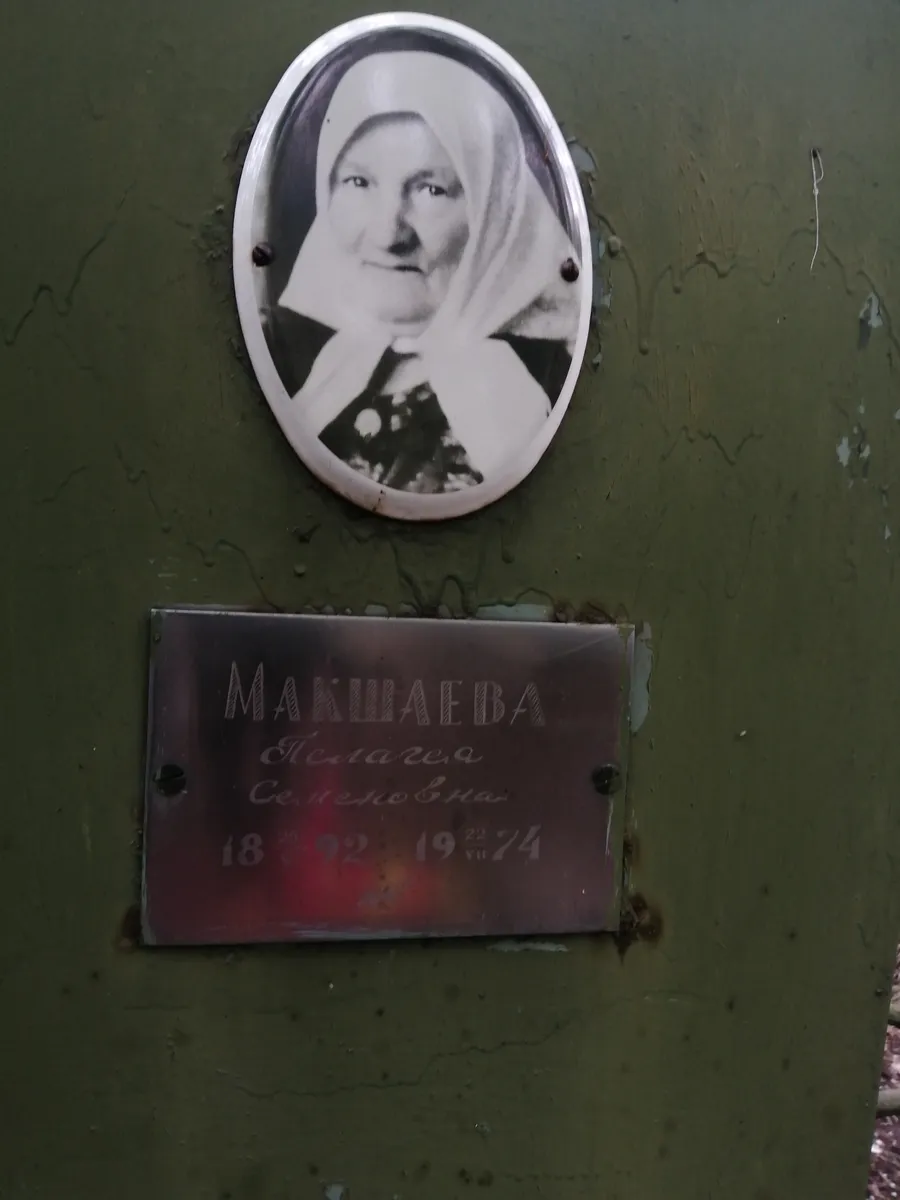 МАКШАЕВА
Пелагея
Семеновна
18 92 19 22 VII 74